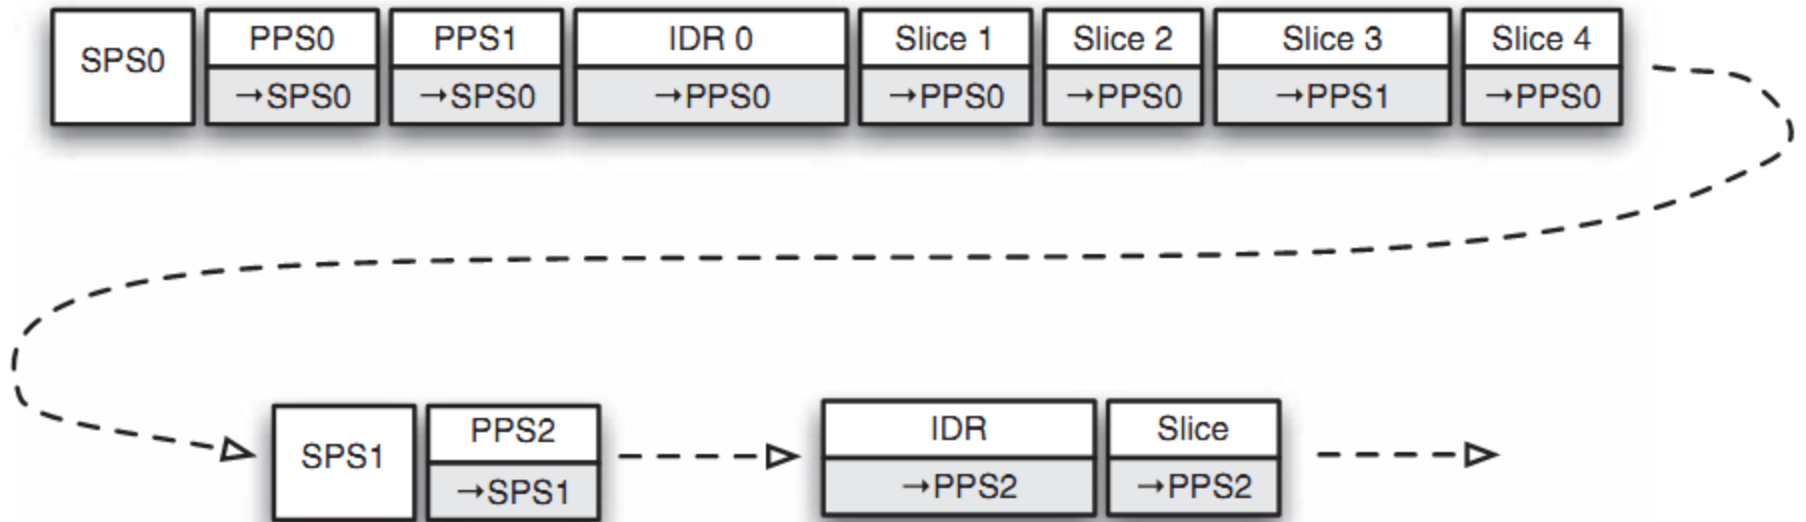 SPS0
PPS0
→SPS0
PPS1
→SPS0
IDR 0
→PPS0
Slice 1
→PPS0
Slice 2
→PPS0
Slice 3
→PPS1
Slice 4
→PPS0
SPS1
PPS2
→SPS1
IDR
→PPS2
Slice
→PPS2